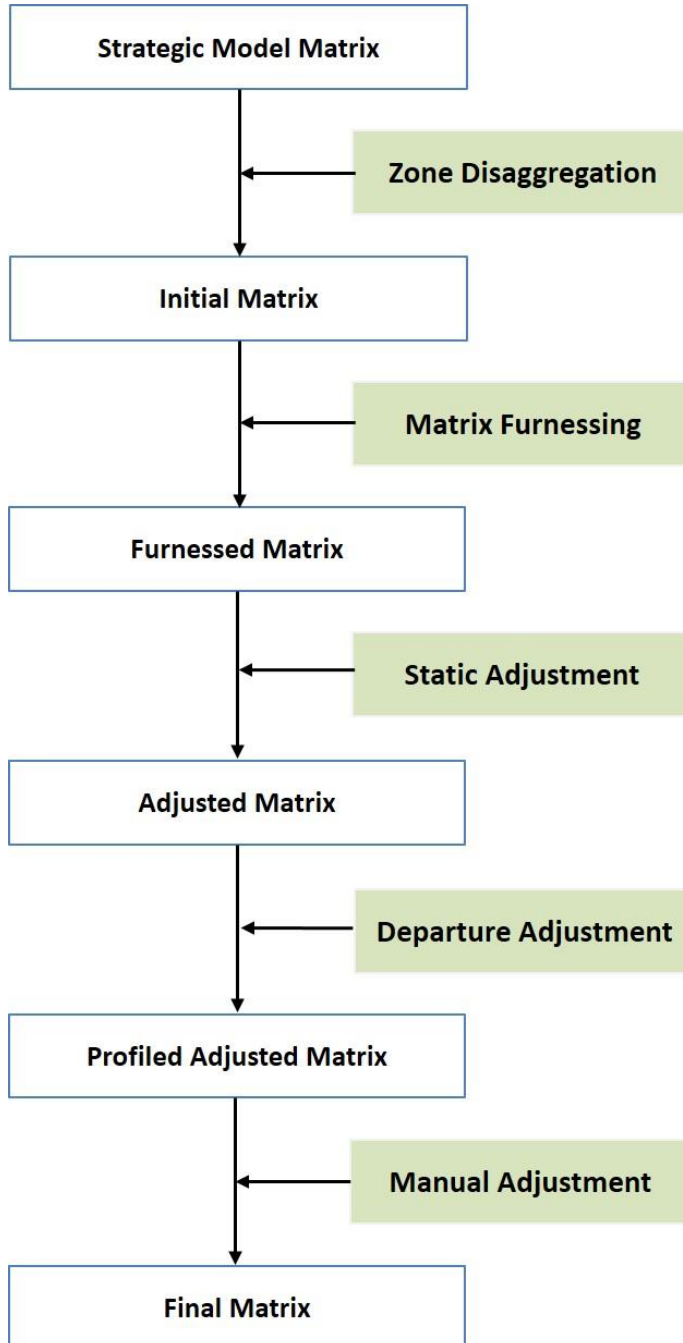 Strategic Model Matrix
Zone Disaggregation
Initial Matrix
Matrix Furnessing
Furnessed Matrix
Static Adjustment
Adjusted Matrix
Departure Adjustment
Profiled Adjusted Matrix
Manual Adjustment
Final Matrix